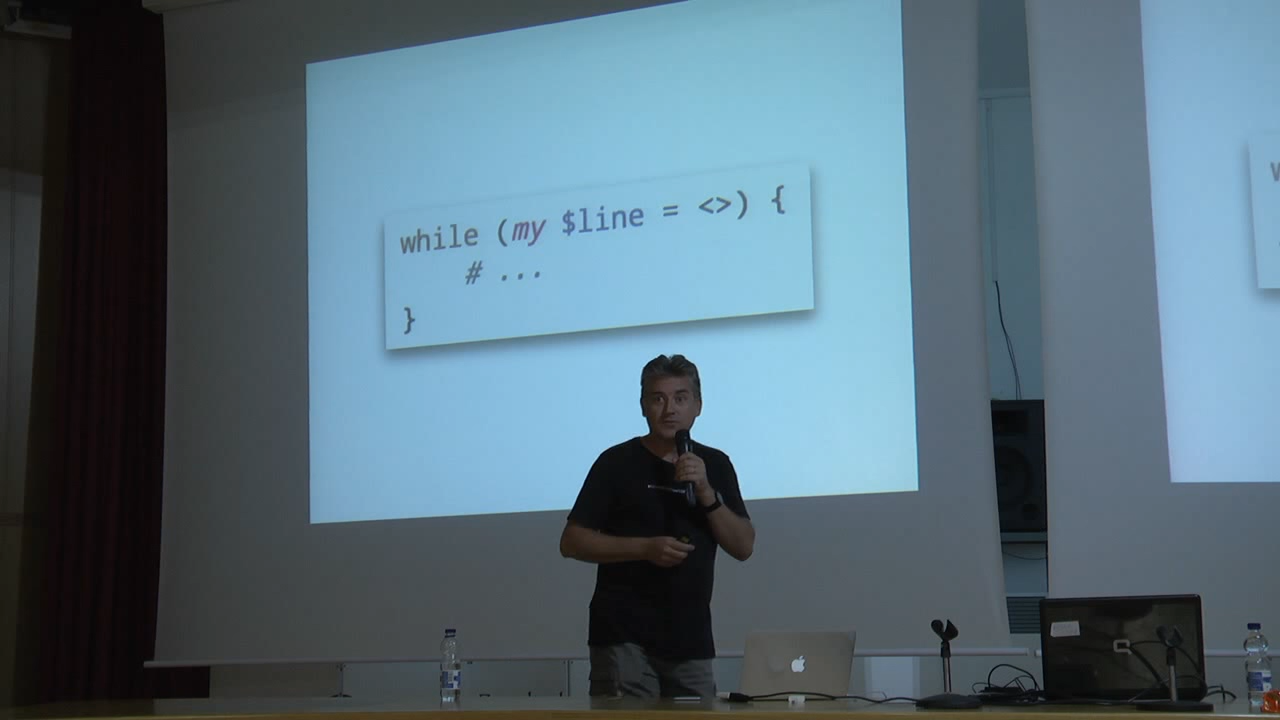 while (my $line = <>) {
# ...
}